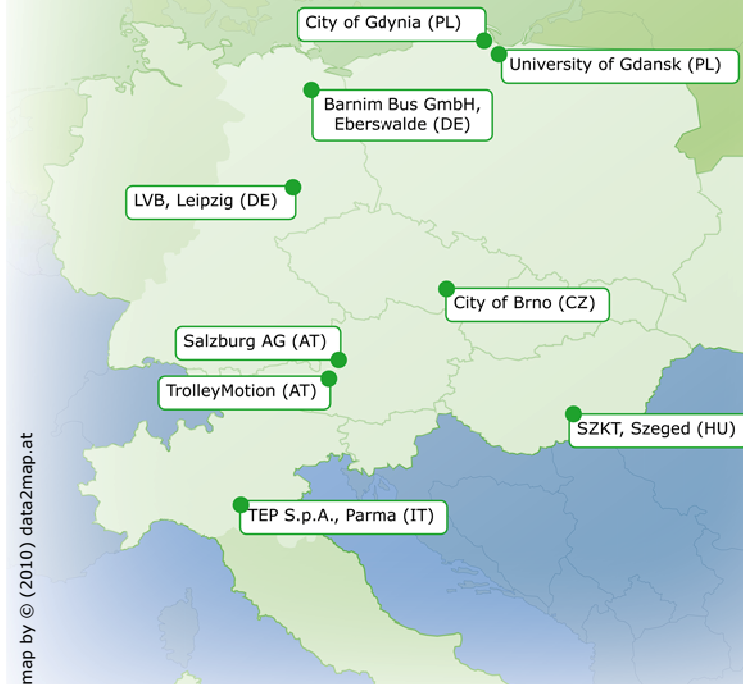 City of Gdynia (PL)
University of Gdansk (PL)
Barnim Bus GmbH,
Eberswalde (DE)
LVB, Leipzig (DE)
City of Brno (CZ)
Salzburg AG (AT)
TrolleyMotion (AT)
SZKT, Szeged (HU)
TEP S.p.A., Parma (IT)
map by © (2010) data2map.at